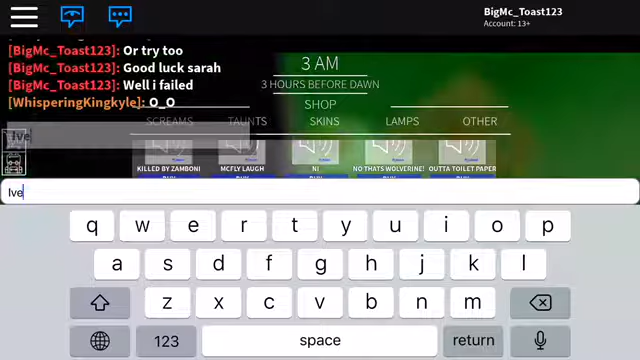 BigMc_Toast123
Account: 13+
[BigMc_Toast123]: Or try too
[BigMc_Toast123]: Good luck sarah
[BigMc_Toast123]: Well i failed
[WhisperingKingkyle]: O_O
3 AM
3 HOURS BEFORE DAWN
SHOP
SCREAMS TAUNTS SKINS LAMPS OTHER
Ive
KILLED BY ZAMBONI MCFLY LAUGH NI NO THATS WOLVERINE! OUTTA TOILET PAPER
Ive
q w e r t y u i o p
a s d f g h j k l
z x c v b n m
123 space return